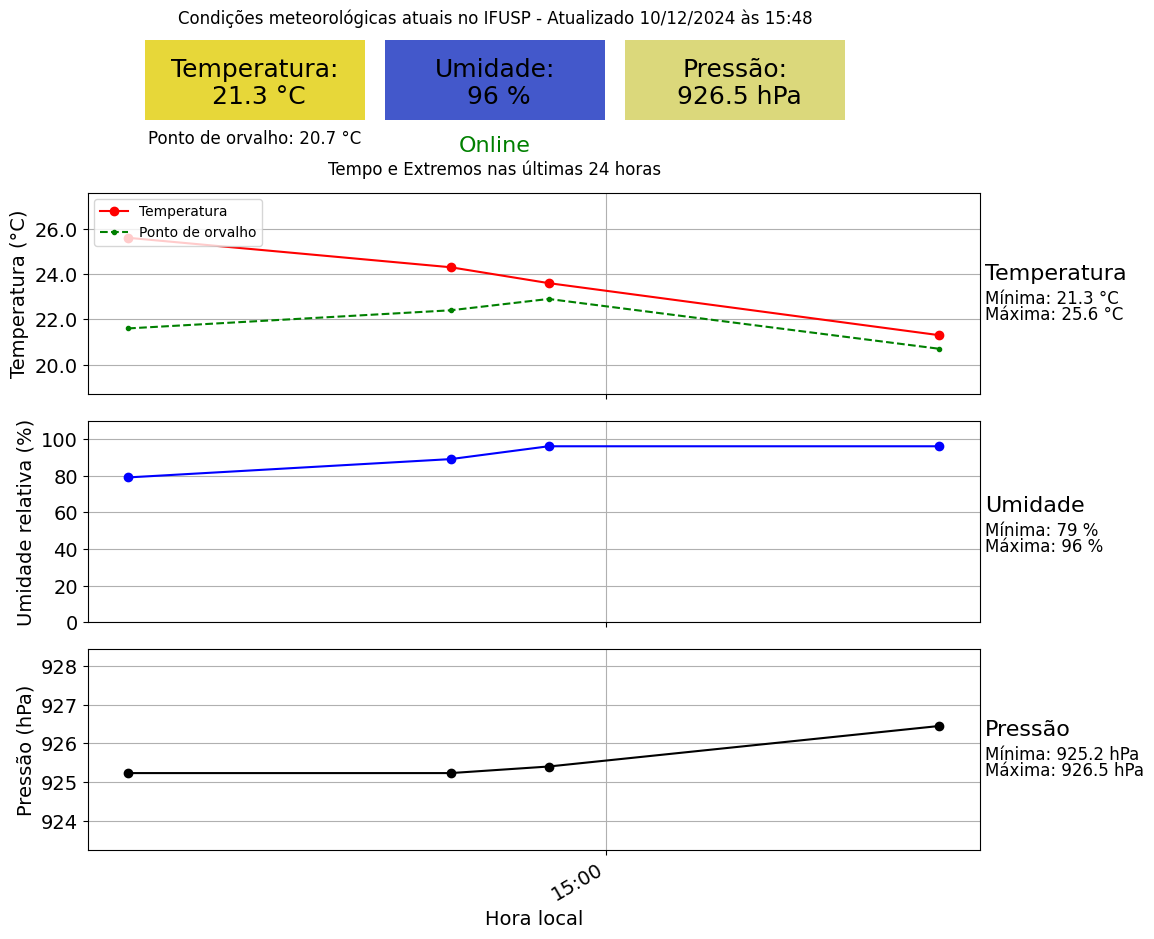 Condições meteorológicas atuais no IFUSP - Atualizado 10/12/2024 às 15:48
Temperatura:
21.3 °C
Umidade:
96 %
Pressão:
926.5 hPa
Ponto de orvalho: 20.7 °C
Online
Tempo e Extremos nas últimas 24 horas
Temperatura (°C)
26.0
24.0
22.0
20.0
Temperatura
Ponto de orvalho
Temperatura
Mínima: 21.3 °C
Máxima: 25.6 °C
Umidade relativa (%)
100
80
60
40
20
0
Umidade
Mínima: 79 %
Máxima: 96 %
Pressão (hPa)
928
927
926
925
924
Pressão
Mínima: 925.2 hPa
Máxima: 926.5 hPa
15:00
Hora local